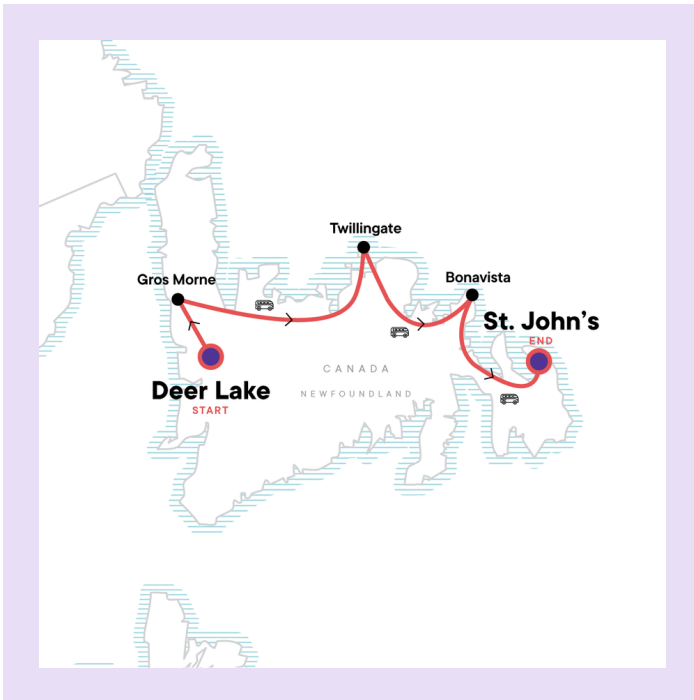 Twillingate
Gros Morne
Bonavista
St. John's
END
CANADA
NEWFOUNDLAND
Deer Lake
START